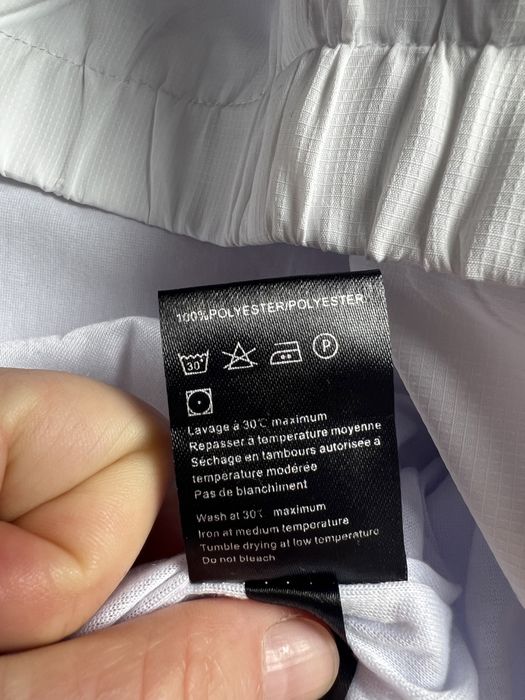 100%POLYESTER/POLYESTER
30°
P
Lavage à 30℃ maximum
Repasser à température moyenne
Séchage en tambours autorisée à
température modérée
Pas de blanchiment
Wash at 30℃ maximum
Iron at medium temperature
Tumble drying at low temperature
Do not bleach